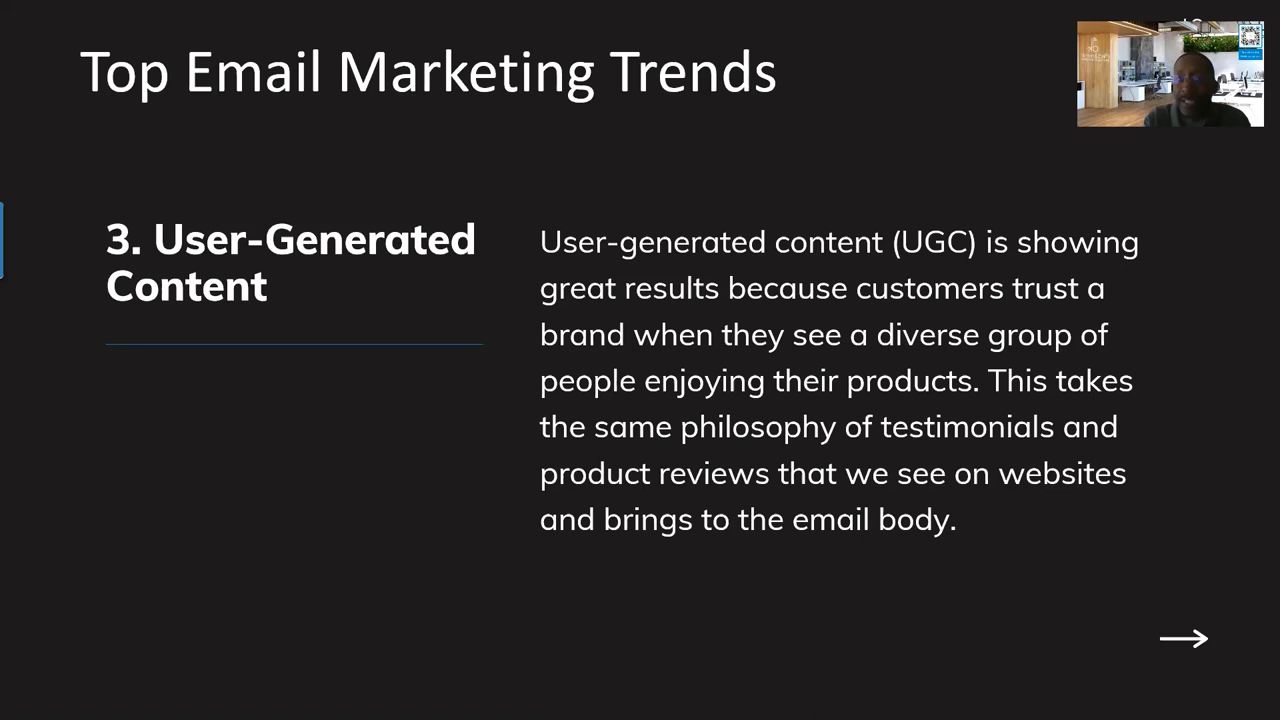 Top Email Marketing Trends
3. User-Generated
Content
User-generated content (UGC) is showing
great results because customers trust a
brand when they see a diverse group of
people enjoying their products. This takes
the same philosophy of testimonials and
product reviews that we see on websites
and brings to the email body.